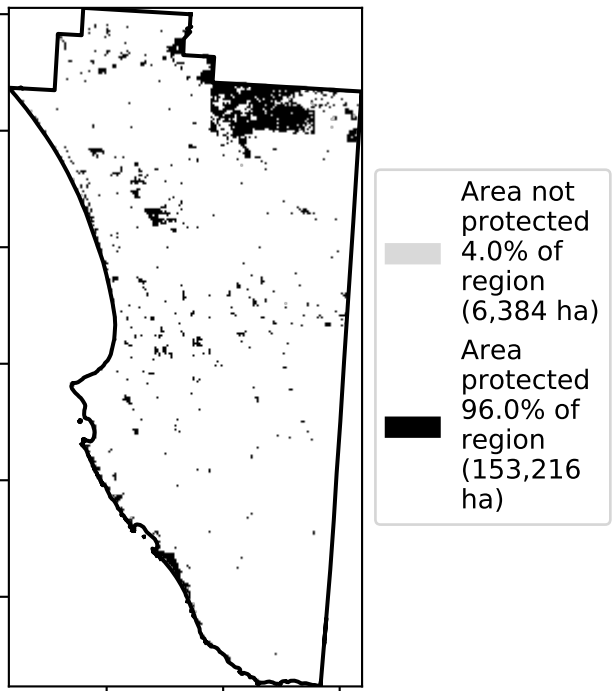 Area not
protected
4.0% of
region
(6,384 ha)
Area
protected
96.0% of
region
(153,216
ha)